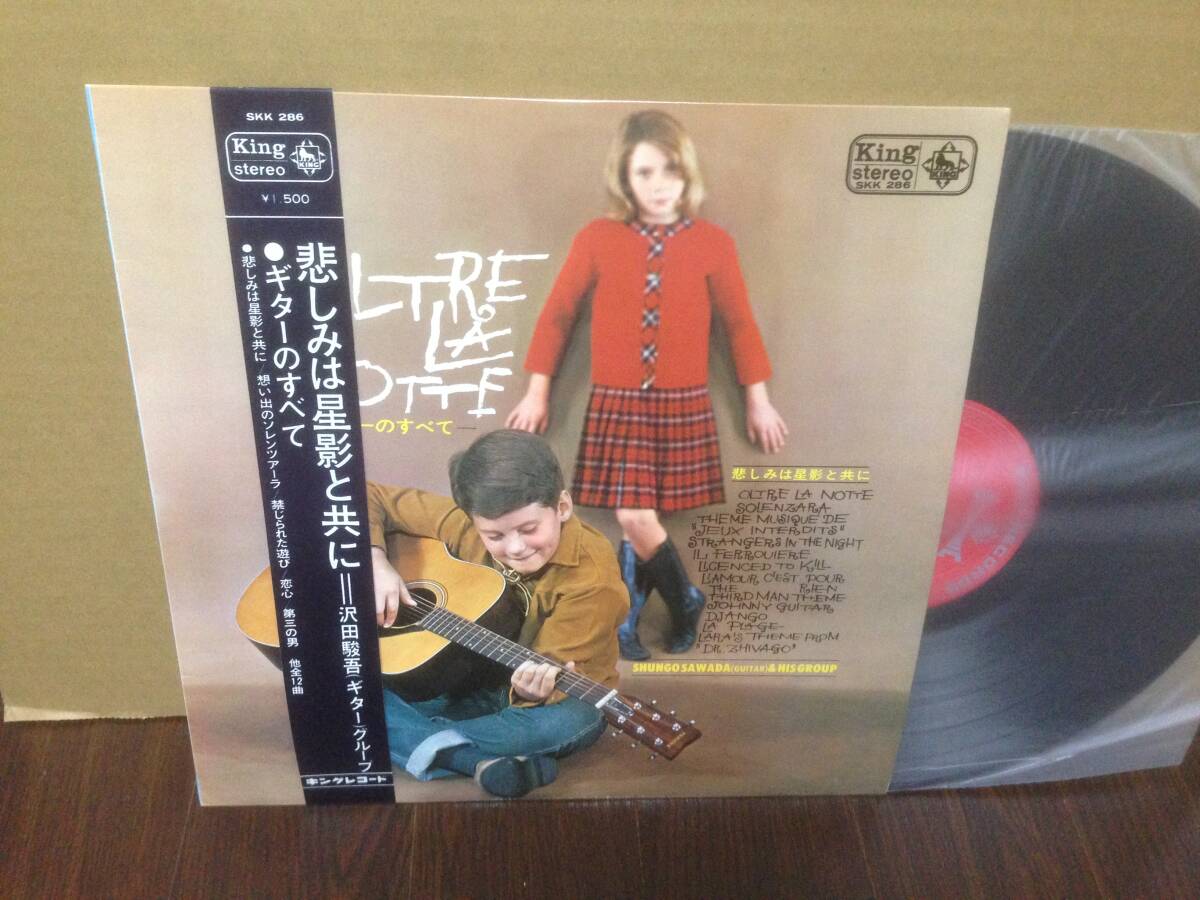 SKK 286
King
stereo
KING
¥1,500
悲しみは星影と共に=沢田駿吾(ギター)グループ
●ギターのすべて
●悲しみは星影と共に/想い出のソレンツアーラ/禁じられた遊び/恋心 第三の男 他全12曲
キングレコード
LTRE
LA
OTTE
ーのすべて—
King
stereo
SKK 286
KING
悲しみは星影と共に
OLTRE LA NOTTE
SOLENZARA
THEME MUSIQUE DE
"JEUX INTERDITS"
STRANGERS IN THE NIGHT
IL FERROUIERE
LICENCED TO KILL
L'AMOUR C'EST POUR
THE RIEN
THIRD MAN THEME
JOHNNY GUITAR
DJANGO
LA PLAGE
LARA'S THEME FROM
"DR. ZHIVAGO"
SHUNGO SAWADA (GUITAR) & HIS GROUP